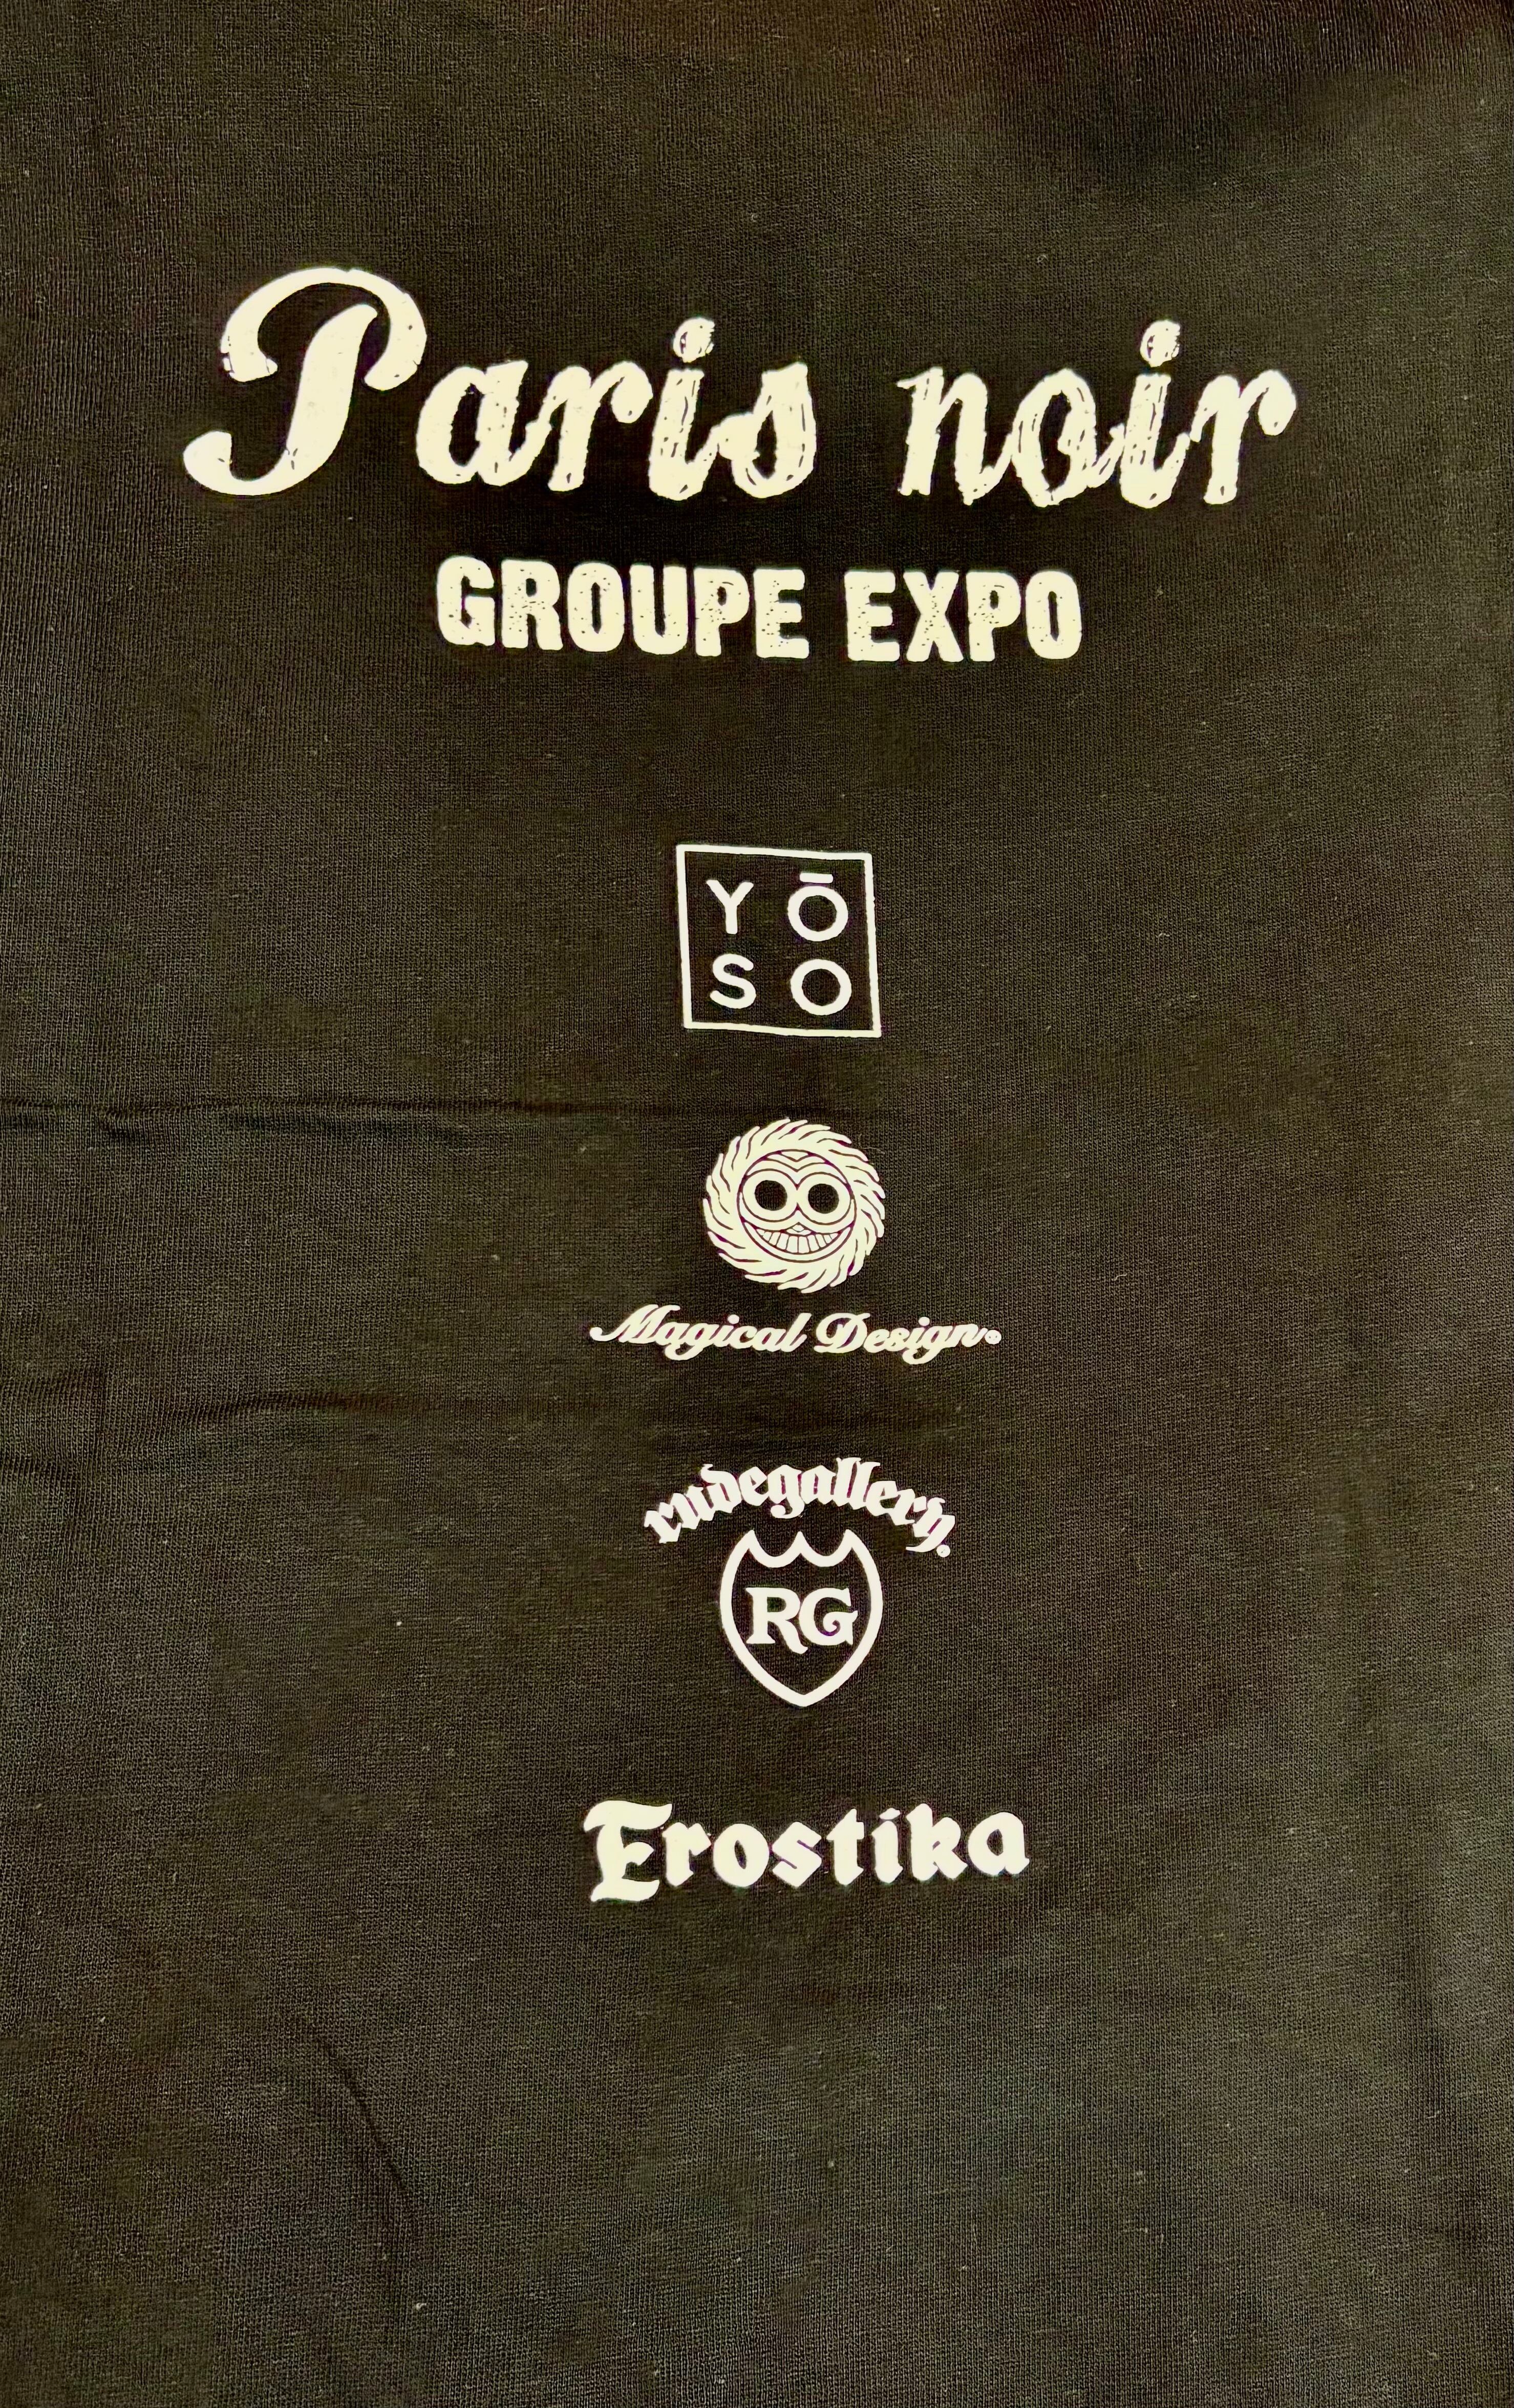 Paris noir
GROUPE EXPO
YŌ
SO
Magical Design®
rudegallery®
RG
Erostika